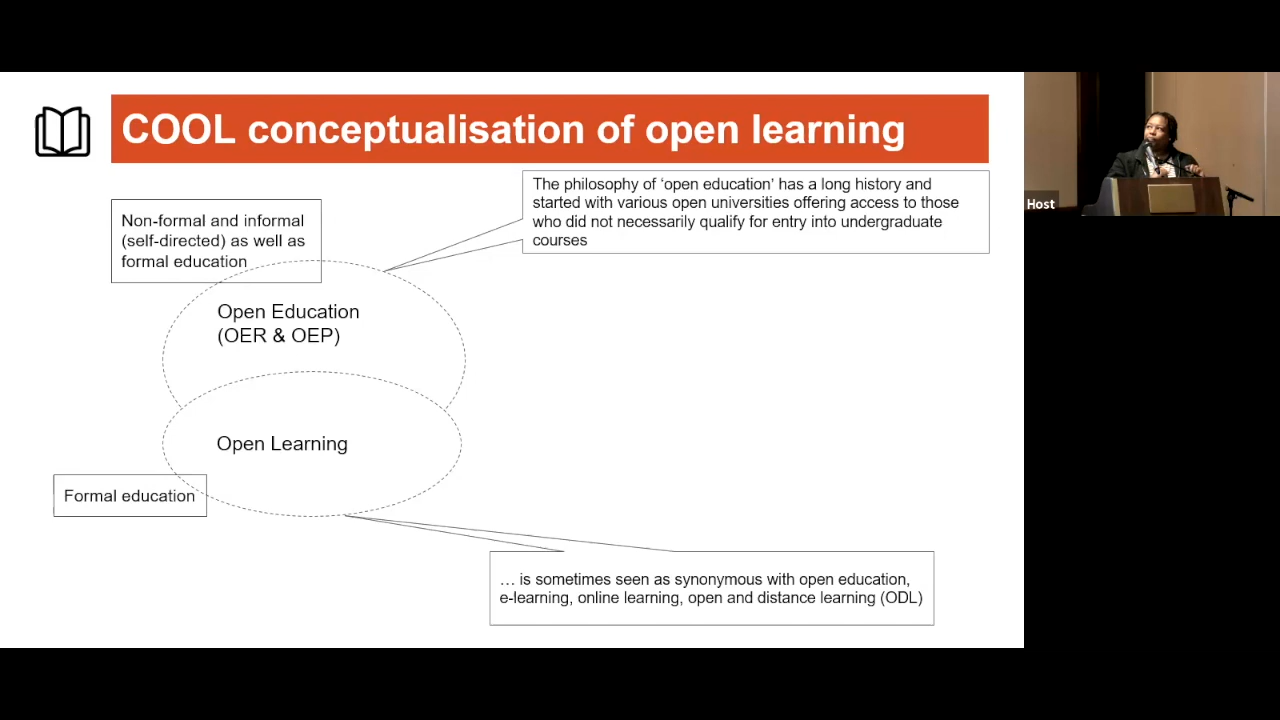 COOL conceptualisation of open learning
The philosophy of ‘open education’ has a long history and
started with various open universities offering access to those
who did not necessarily qualify for entry into undergraduate
courses
Non-formal and informal
(self-directed) as well as
formal education
Open Education
(OER & OEP)
Open Learning
Formal education
… is sometimes seen as synonymous with open education,
e-learning, online learning, open and distance learning (ODL)
Host